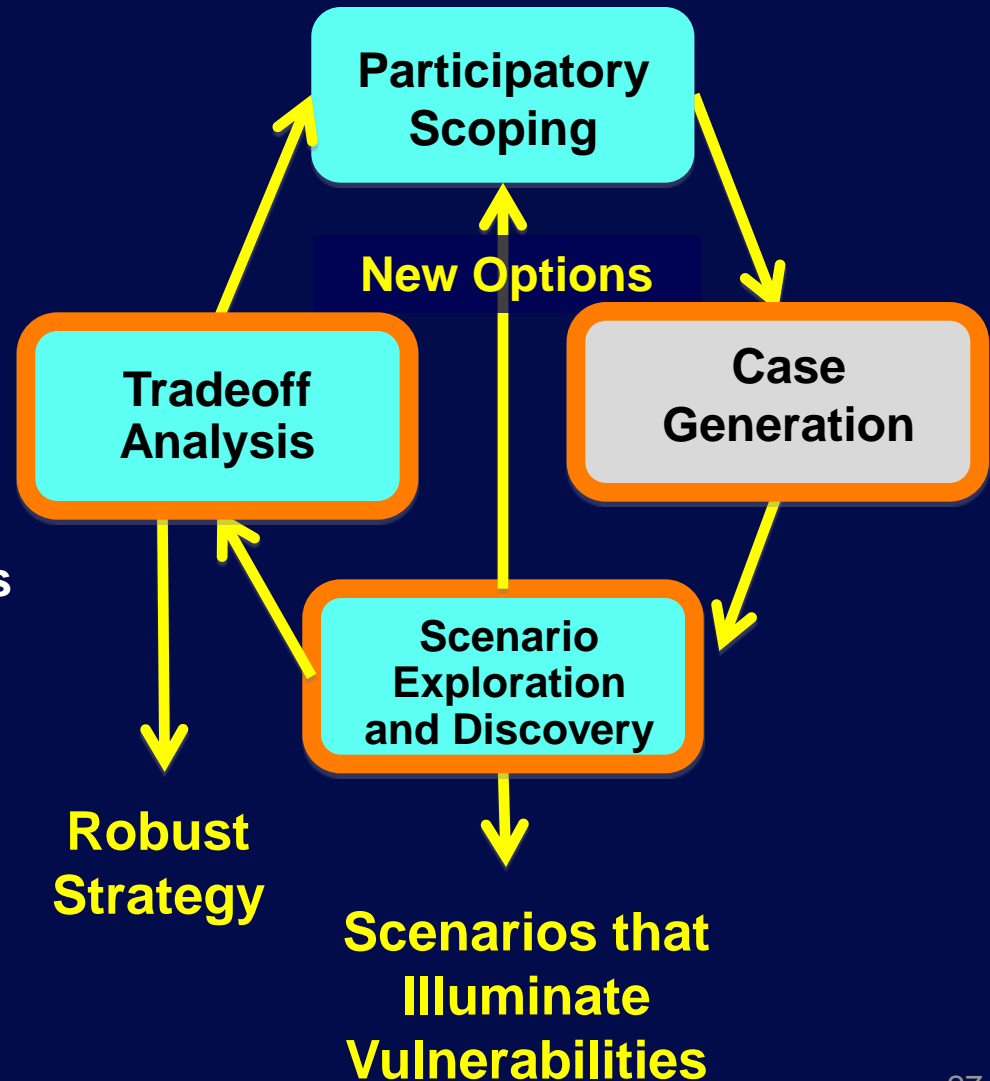 Participatory
Scoping
New Options
Tradeoff
Analysis
Case
Generation
s
Scenario
Exploration
and Discovery
Robust
Strategy
Scenarios that
Illuminate
Vulnerabilities